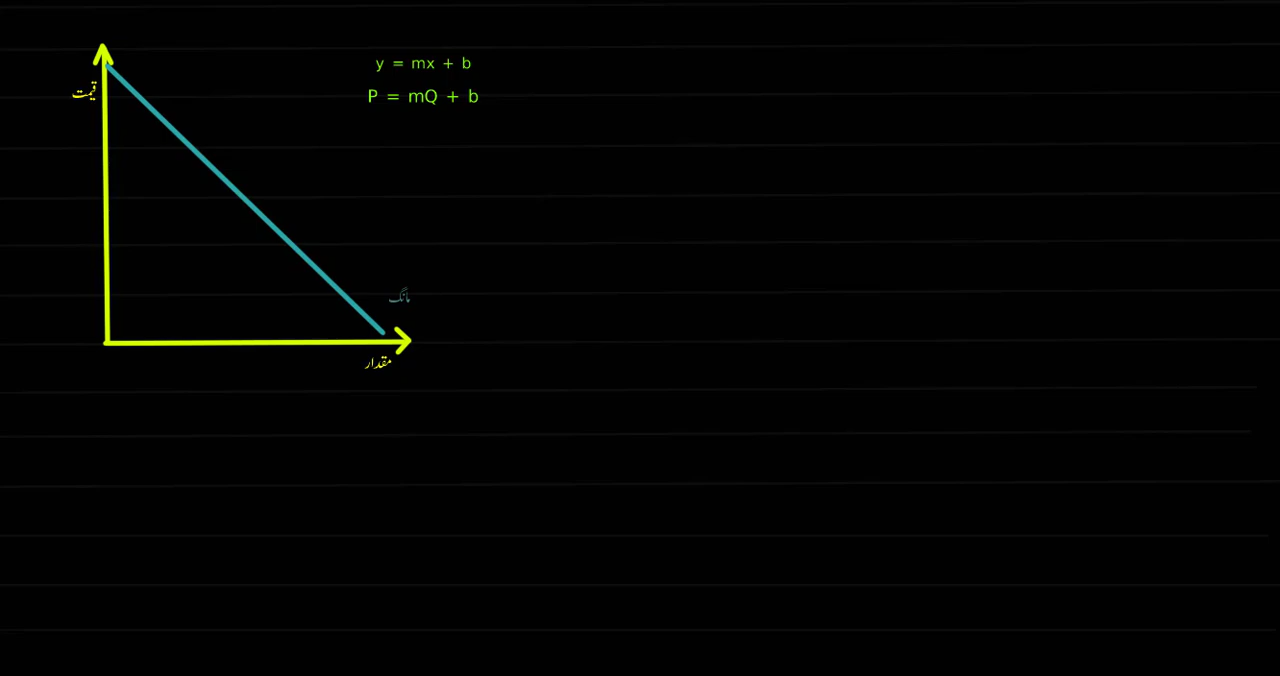 y = mx + b
قیمت
P = mQ + b
مانگ
مقدار